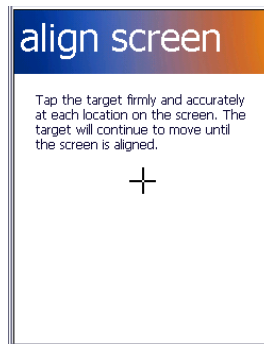 align screen
Tap the target firmly and accurately
at each location on the screen. The
target will continue to move until
the screen is aligned.